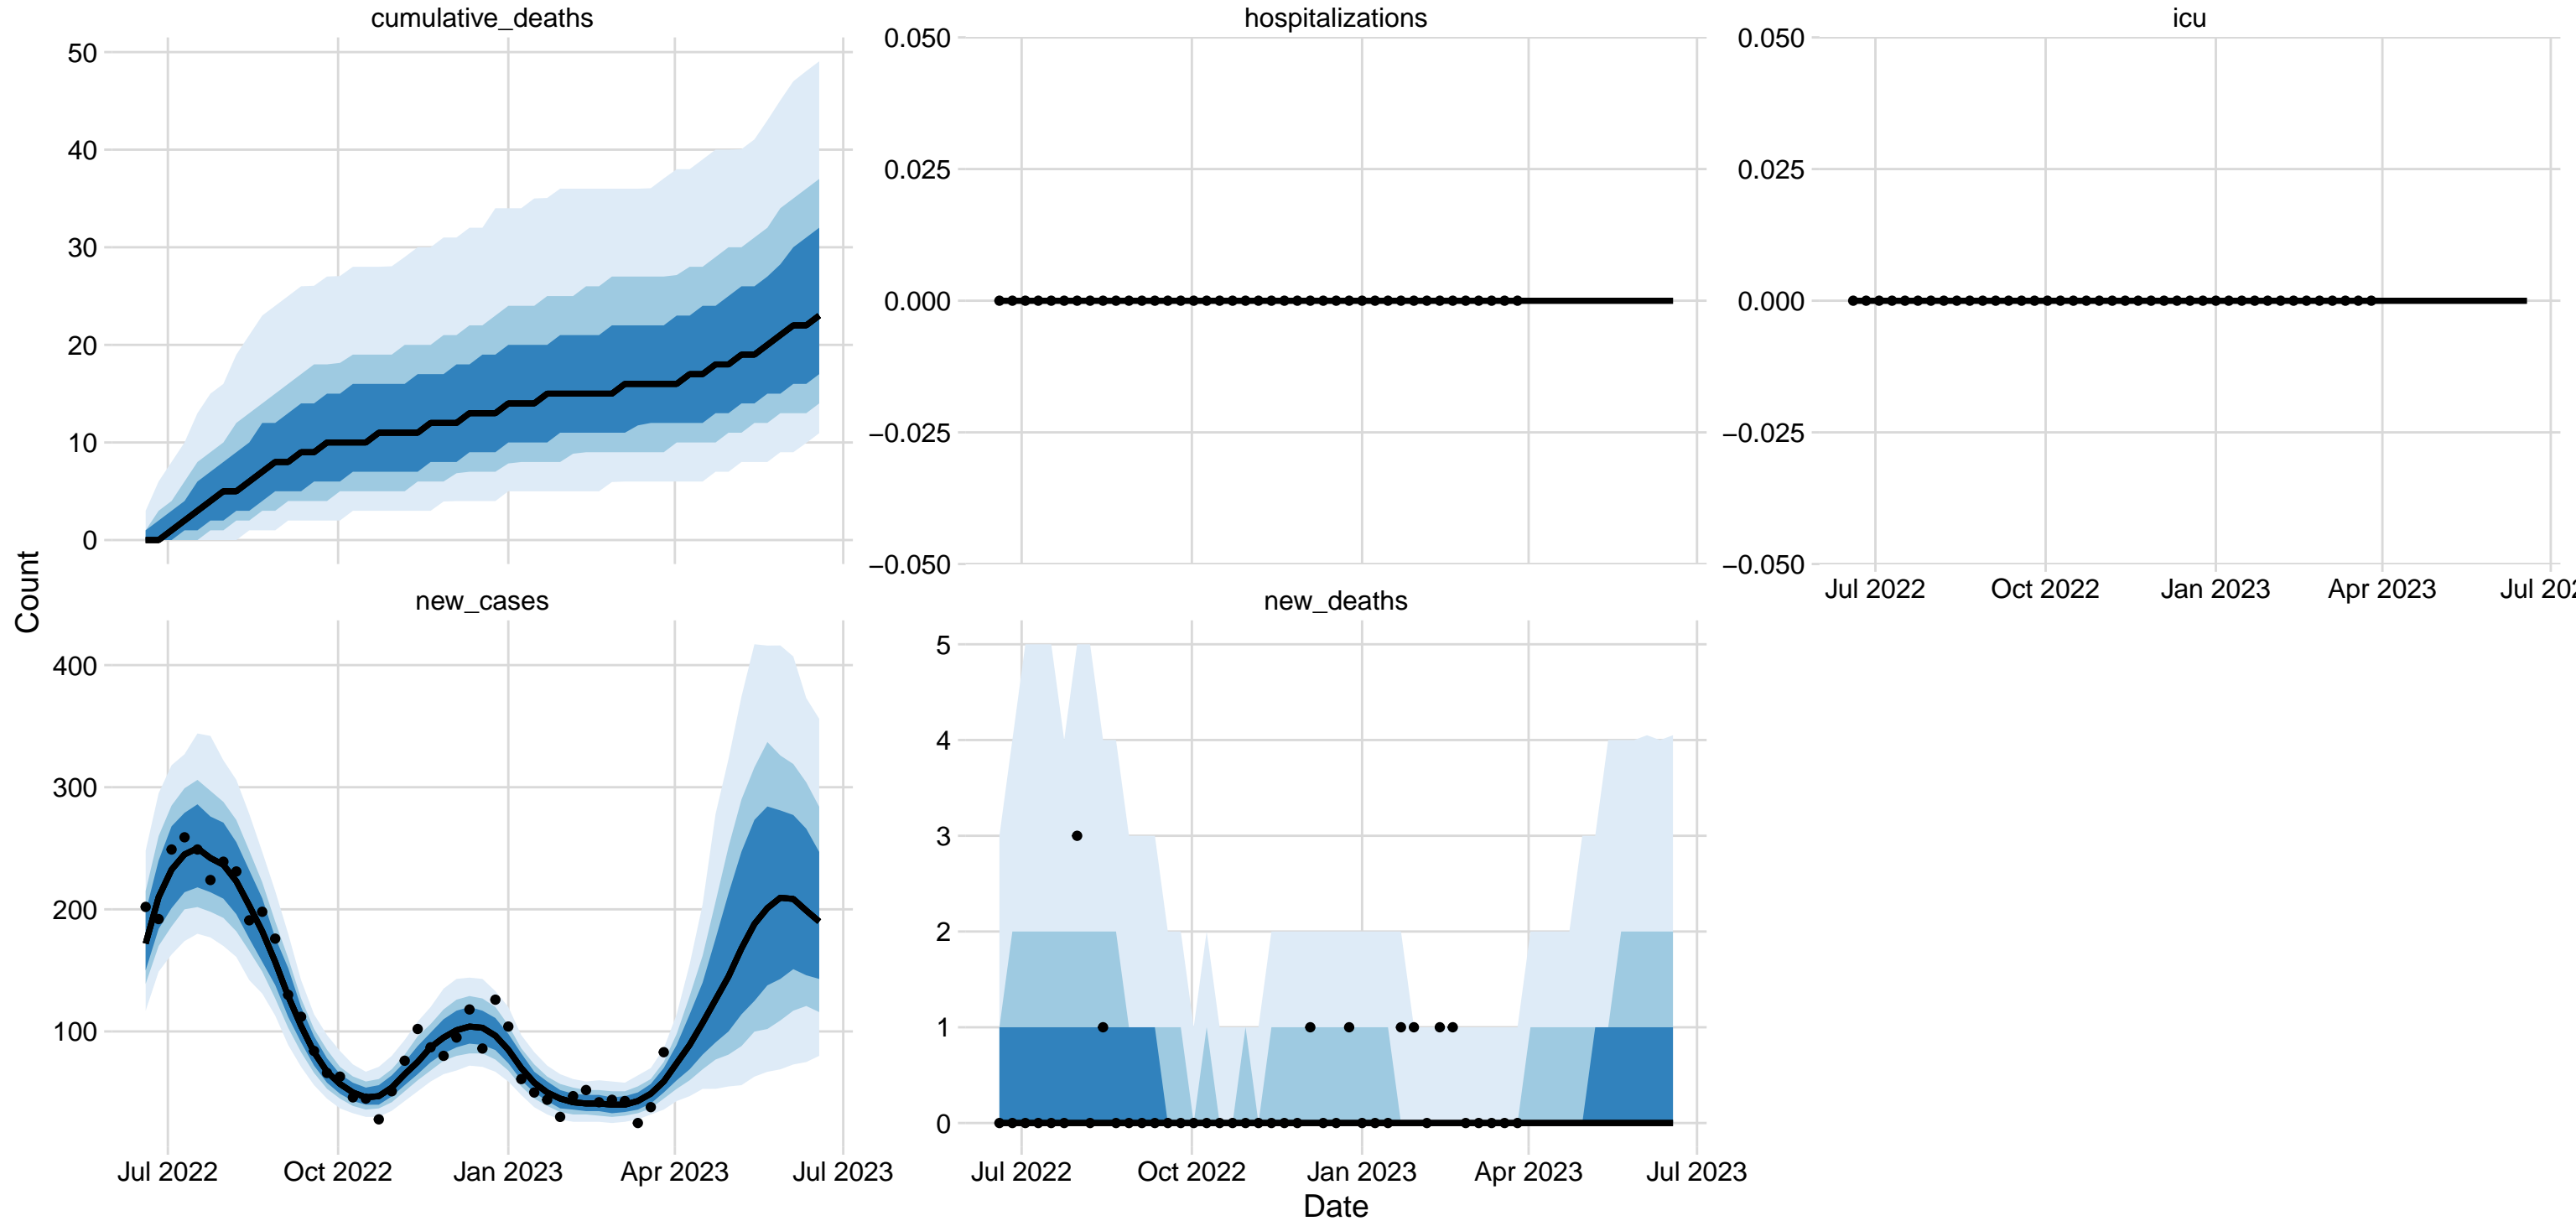 cumulative_deaths
hospitalizations
icu
50
40
30
20
10
0
0.050
0.025
0.000
−0.025
−0.050
0.050
0.025
0.000
−0.025
−0.050
Jul 2022 Oct 2022 Jan 2023 Apr 2023 Jul 202
Count
new_cases
new_deaths
400
300
200
100
5
4
3
2
1
0
Jul 2022 Oct 2022 Jan 2023 Apr 2023 Jul 2023
Jul 2022 Oct 2022 Jan 2023 Apr 2023 Jul 2023
Date